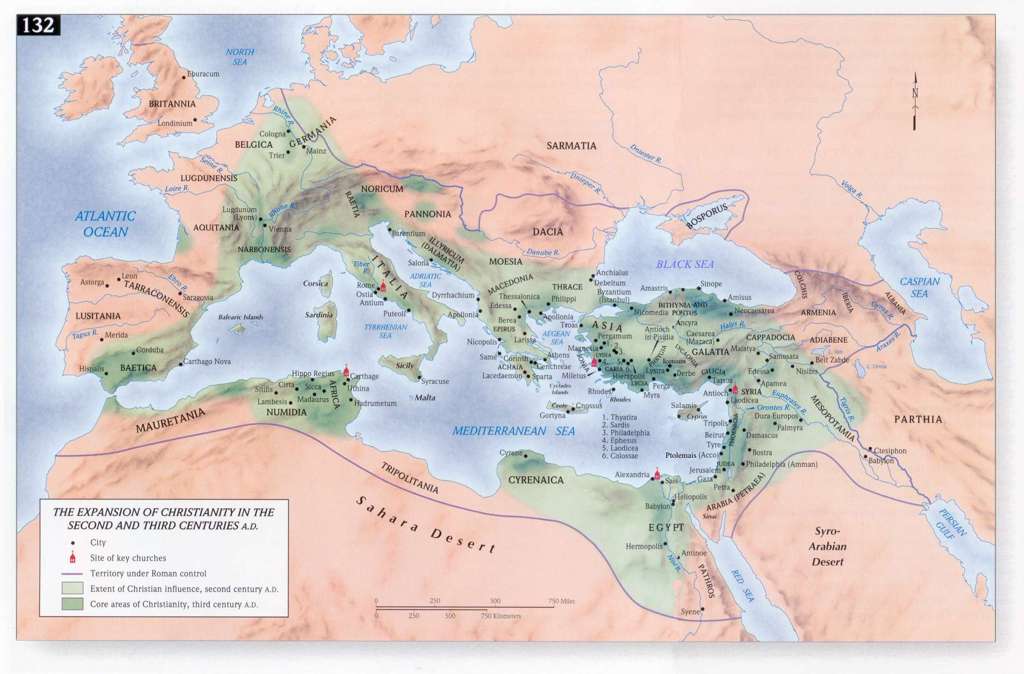 132
NORTH
SEA
Eburacum
BRITANNIA
Londinium
Rhine R.
Cologna
GERMANIA
BELGICA
Trier
Mainz
SARMATIA
Dniester R.
Dnieper R.
Volga R.
N
Seine R.
LUGDUNENSIS
Loire R.
RAETIA
NORICUM
PANNONIA
ATLANTIC
OCEAN
Lugdunum
(Lyon)
Rhône R.
Vienna
AQUITANIA
NARBONENSIS
Parentium
ILLYRICUM
(DALMATIA)
Salona
DACIA
Danube R.
BOSPORUS
MOESIA
BLACK SEA
CASPIAN
SEA
COLCHIS
IBERIA
ALBANIA
Cyrus R.
Araxes R.
ARMENIA
Leon
Astorga
TARRACONENSIS
Ebro R.
Saragossa
LUSITANIA
Tagus R.
Merida
Cordoba
Hispalis
BAETICA
Carthago Nova
Balearic Islands
Corsica
Sardinia
ITALIA
Tiber
R.
Rome
Ostia
Antium
Puteoli
ADRIATIC
SEA
TYRRHENIAN
SEA
Sicily
Syracuse
Malta
Dyrrhachium
Apollonia
MACEDONIA
Thessalonica
Edessa
Berea
EPIRUS
Larissa
Nicopolis
Same
Corinth
ACHAIA
Lacedaemon
Sparta
Athens
Cenchreae
THRACE
Philippi
Apollonia
Anchialus
Debeltum
Byzantium
(Istanbul)
Troas
AEGEAN
SEA
Cyclades
Islands
Crete
Cnossus
Gortyna
Amastris
Sinope
Amisus
BITHYNIA AND
PONTUS
Nicomedia
Neocaesarea
Ancyra
Halys R.
ASIA
Pergamum
Antioch
in-Pisidia
Caesarea
(Mazaca)
CAPPADOCIA
Magnesia
LYDIA
IONIA
Miletus
CARIA
Hierapolis
LYCIA
GALATIA
Iconium
LYSTRA
Derbe
Perga
Myra
Rhodes
Rhodes
CILICIA
Tarsus
Malatya
Samosata
Edessa
Nisibis
Apamea
ADIABENE
Beit Zabde
L. Urmia
Antioch
SYRIA
Laodicea
Orontes R.
Euphrates R.
Tigris R.
MESOPOTAMIA
Dura Europos
Palmyra
Salamis
Cyprus
Tripolis
Beirut
Tyre
Damascus
Ptolemais (Acco)
Bostra
Philadelphia (Amman)
Jerusalem
JUDEA
Gaza
Petra
ARABIA (PETRAEA)
Sinai
PARTHIA
Ctesiphon
Babylon
PERSIAN
GULF
Syro-
Arabian
Desert
RED SEA
MEDITERRANEAN SEA
1. Thyatira
2. Sardis
3. Philadelphia
4. Ephesus
5. Laodicea
6. Colossae
Hippo Regius
Carthage
Sitifis
Cirta
Sicca
Uthina
Lambesis
Madaurus
AFRICA
Hadrumetum
NUMIDIA
MAURETANIA
TRIPOLITANIA
Sahara Desert
Cyrene
CYRENAICA
Alexandria
Sais
Heliopolis
Babylon
EGYPT
Hermopolis
Antinoe
Nile R.
PATHROS
Syene
THE EXPANSION OF CHRISTIANITY IN THE
SECOND AND THIRD CENTURIES A.D.
City
Site of key churches
Territory under Roman control
Extent of Christian influence, second century A.D.
Core areas of Christianity, third century A.D.
0 250 500 750 Miles
0 250 500 750 Kilometers